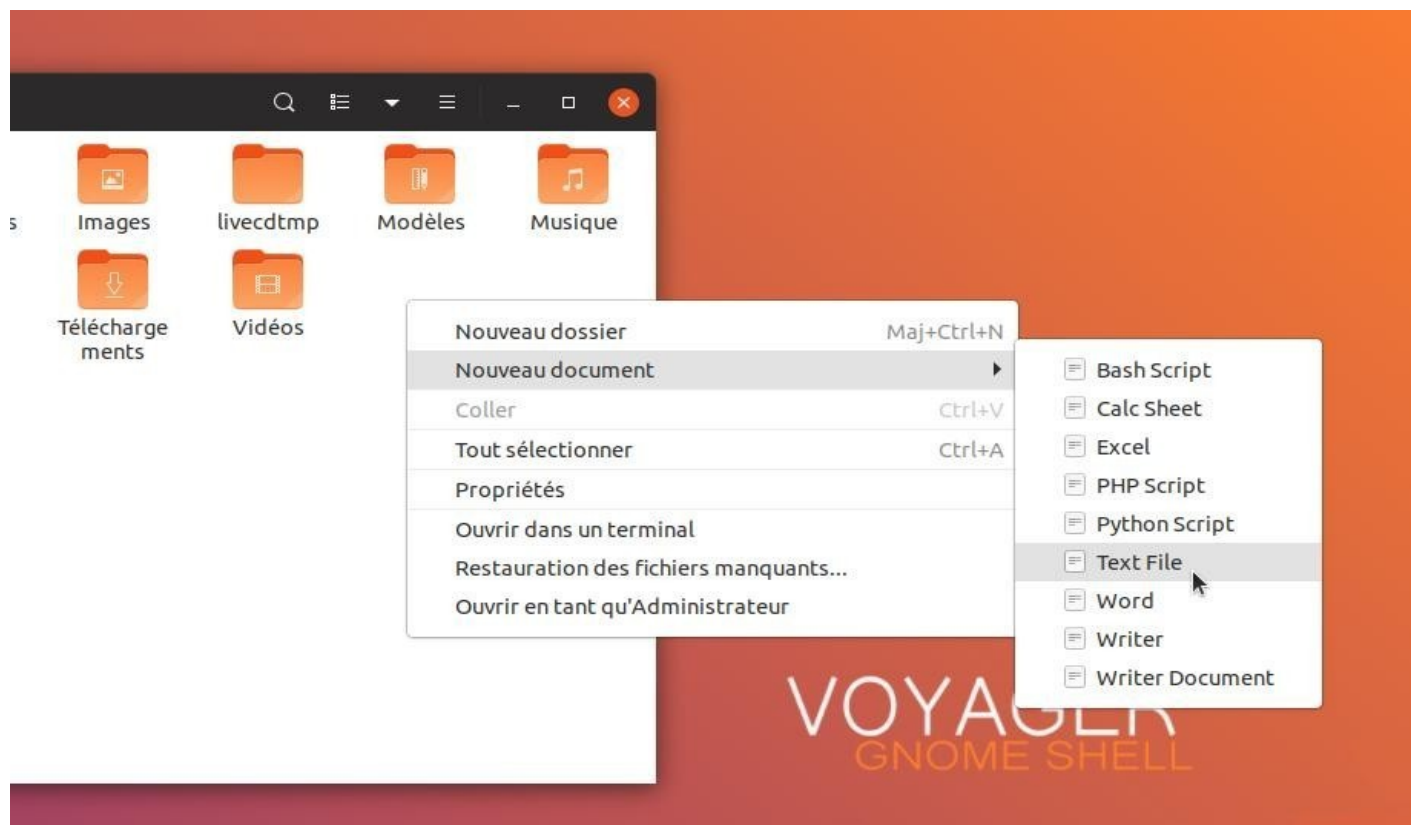 s
Images
livecdtmp
Modèles
Musique
Télécharge
ments
Vidéos
Nouveau dossier Maj+Ctrl+N
Nouveau document
Coller Ctrl+V
Tout sélectionner Ctrl+A
Propriétés
Ouvrir dans un terminal
Restauration des fichiers manquants...
Ouvrir en tant qu'Administrateur
Bash Script
Calc Sheet
Excel
PHP Script
Python Script
Text File
Word
Writer
Writer Document
VOYAGER
GNOME SHELL